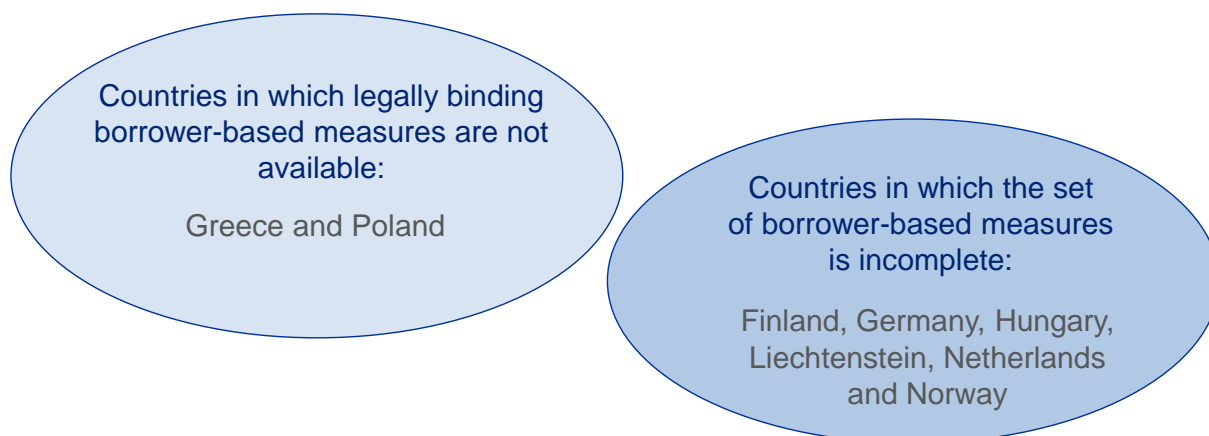 Countries in which legally binding
borrower-based measures are not
available:
Greece and Poland
Countries in which the set
of borrower-based measures
is incomplete:
Finland, Germany, Hungary,
Liechtenstein, Netherlands
and Norway